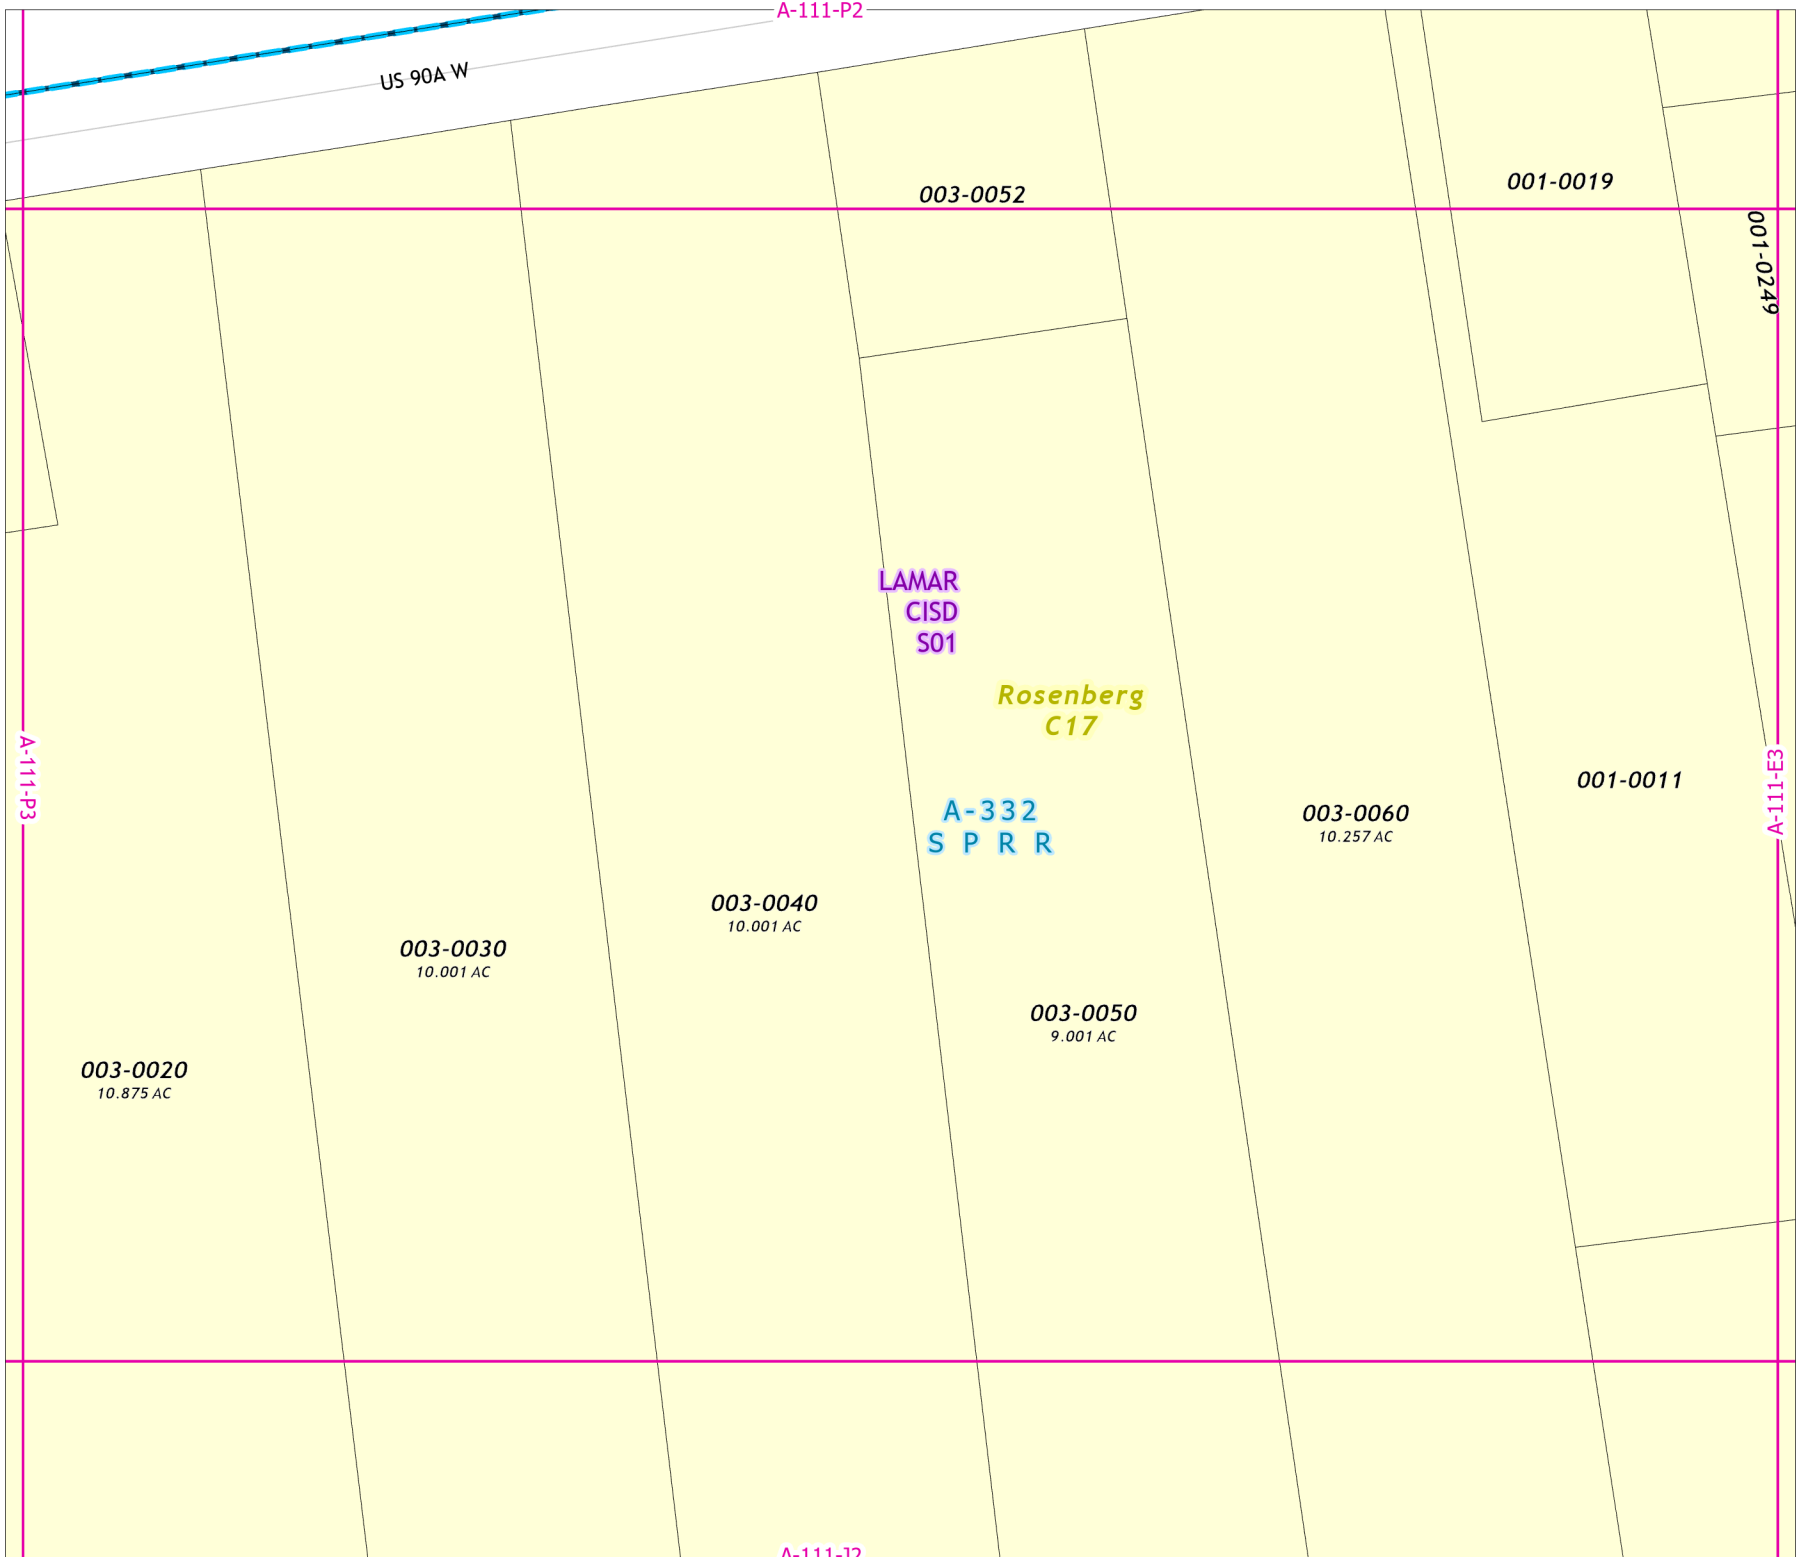 A-111-P2
US 90A W
001-0019
003-0052
001-0249
LAMAR
CISD
S01
Rosenberg
C17
A-111-P3
A-111-E3
001-0011
A-332
S P R R
003-0060
10.257 AC
003-0040
10.001 AC
003-0030
10.001 AC
003-0050
9.001 AC
003-0020
10.875 AC
A-111-J2